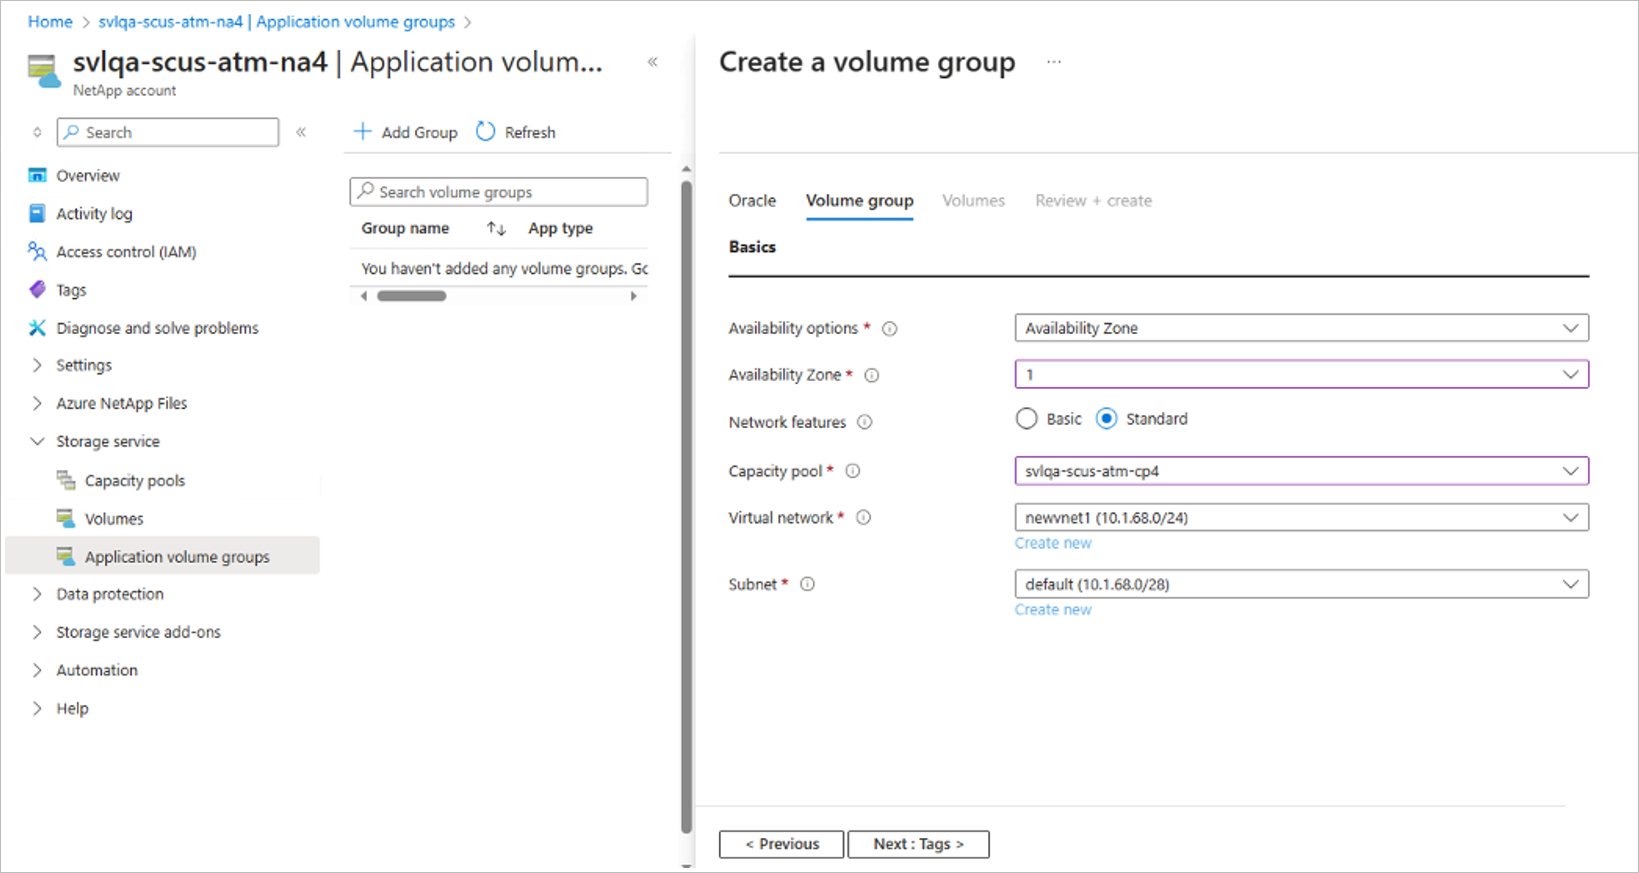 Home > svlqa-scus-atm-na4 | Application volume groups >
svlqa-scus-atm-na4 | Application volum...
NetApp account
Search
Overview
Activity log
Access control (IAM)
Tags
Diagnose and solve problems
Settings
Azure NetApp Files
Storage service
Capacity pools
Volumes
Application volume groups
Data protection
Storage service add-ons
Automation
Help
Add Group Refresh
Search volume groups
Group name App type
You haven't added any volume groups. Gc
Create a volume group ...
Oracle Volume group Volumes Review + create
Basics
Availability options * Availability Zone
Availability Zone * 1
Network features Basic Standard
Capacity pool * svlqa-scus-atm-cp4
Virtual network * newvnet1 (10.1.68.0/24)
Create new
Subnet * default (10.1.68.0/28)
Create new
< Previous Next : Tags >